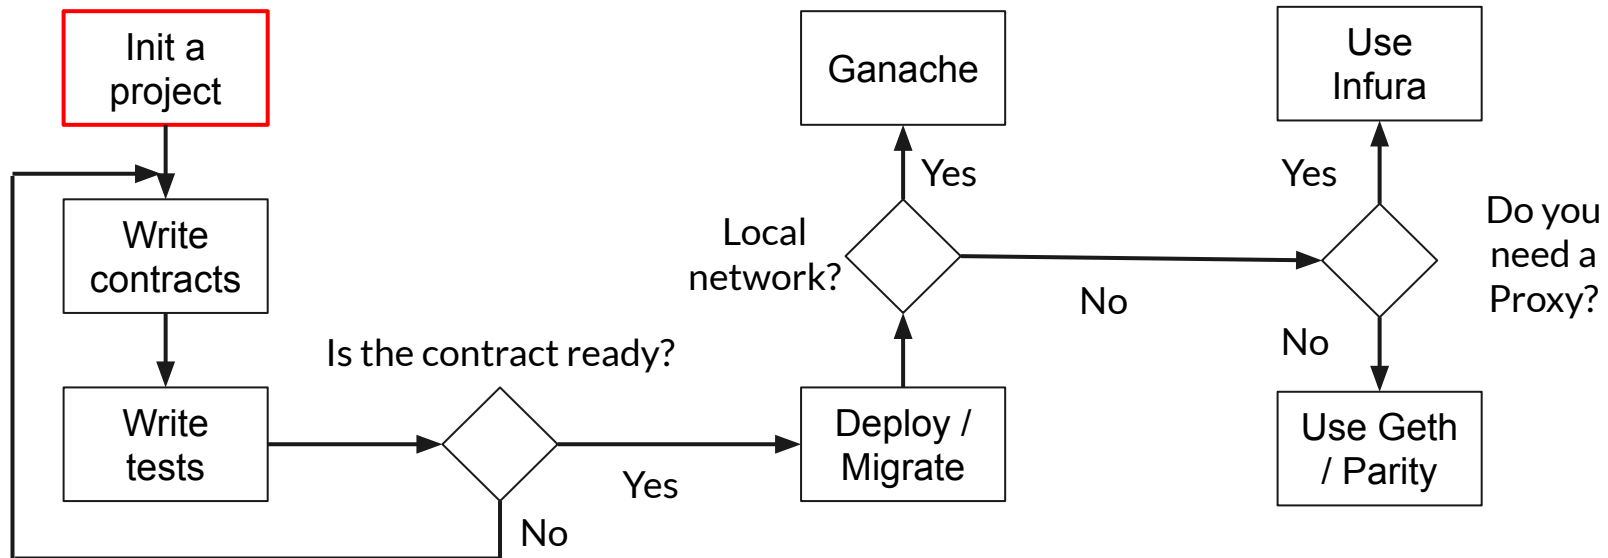 Init a
project
Write
contracts
Write
tests
Is the contract ready?
Yes
No
Deploy /
Migrate
Local
network?
Yes
No
Ganache
Do you
need a
Proxy?
Yes
No
Use
Infura
Use Geth
/ Parity